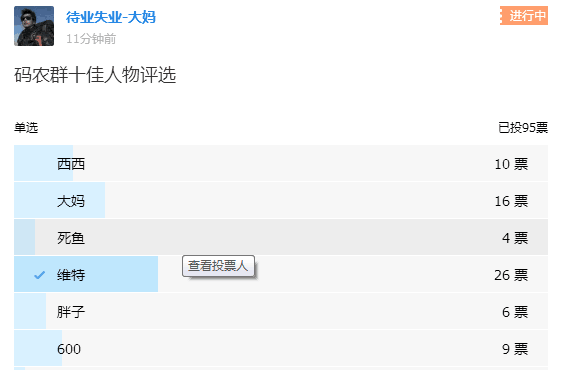 待业失业-大妈
进行中
11分钟前
码农群十佳人物评选
单选 已投95票
西西 10 票
大妈 16 票
死鱼 4 票
维特 26 票
查看投票人
胖子 6 票
600 9 票